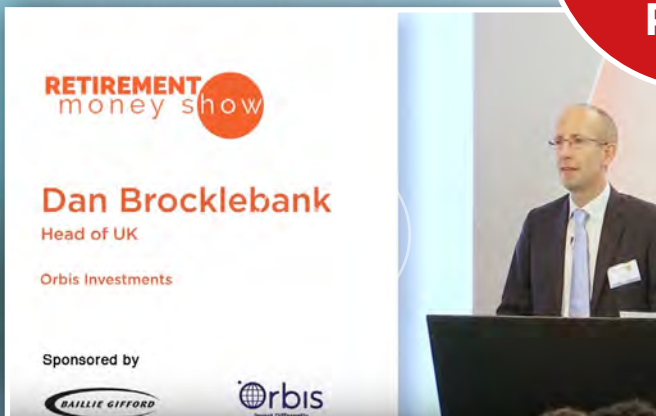 RETIREMENT
money show
Dan Brocklebank
Head of UK
Orbis Investments
Sponsored by
BAILLIE GIFFORD
Orbis